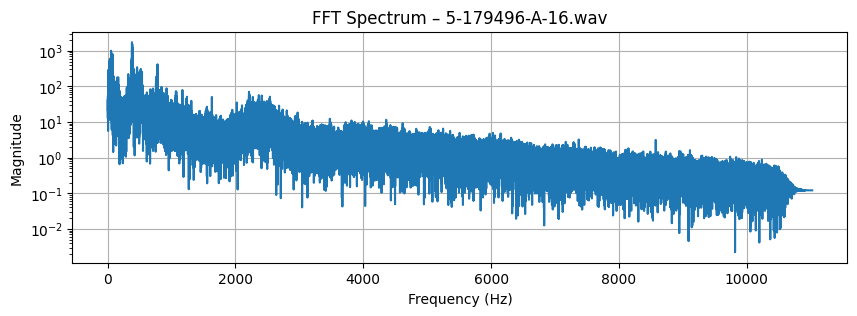 FFT Spectrum – 5-179496-A-16.wav
Magnitude
10³
10²
10¹
10⁰
10⁻¹
10⁻²
0 2000 4000 6000 8000 10000
Frequency (Hz)